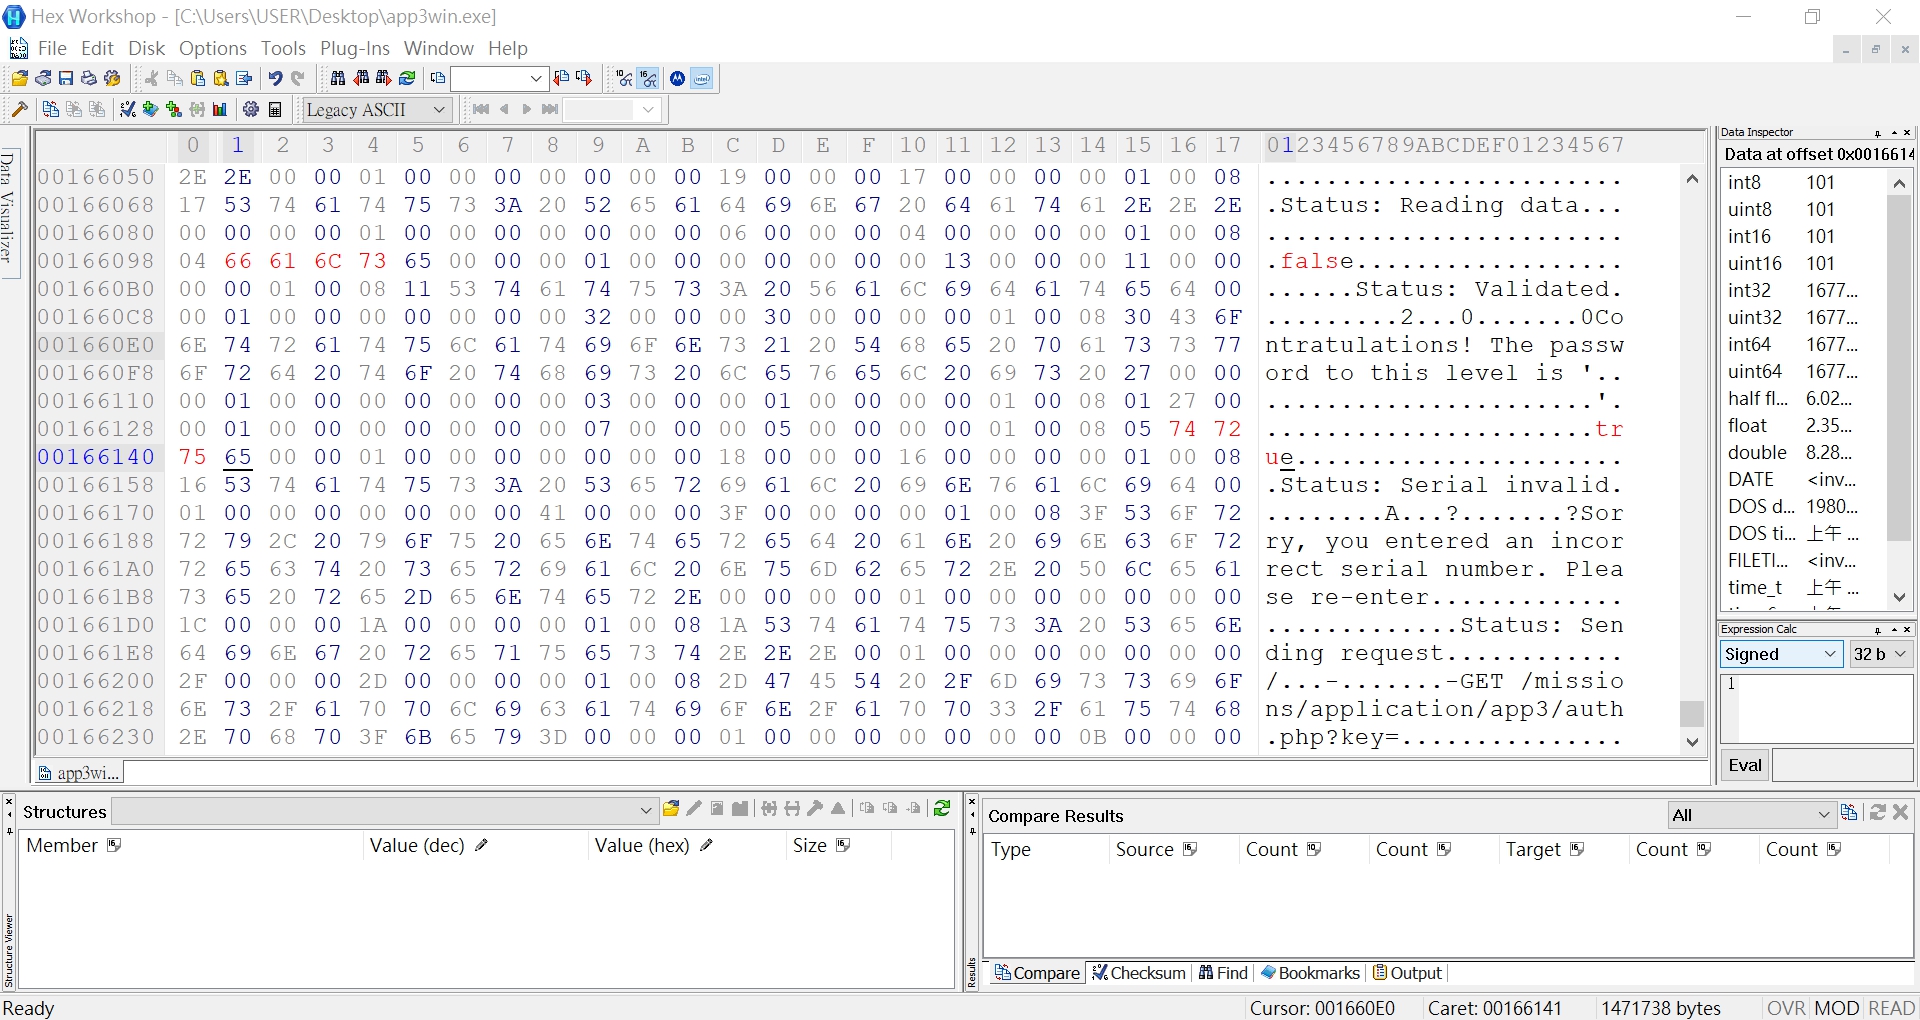 Hex Workshop - [C:\Users\USER\Desktop\app3win.exe]
File Edit Disk Options Tools Plug-Ins Window Help
Legacy ASCII
Data Visualizer
0 1 2 3 4 5 6 7 8 9 A B C D E F 10 11 12 13 14 15 16 17 0123456789ABCDEF01234567
00166050 2E 2E 00 00 01 00 00 00 00 00 00 00 19 00 00 00 17 00 00 00 00 01 00 08 ........................
00166068 17 53 74 61 74 75 73 3A 20 52 65 61 64 69 6E 67 20 64 61 74 61 2E 2E 2E .Status: Reading data...
00166080 00 00 00 00 01 00 00 00 00 00 00 00 06 00 00 00 04 00 00 00 00 01 00 08 ........................
00166098 04 66 61 6C 73 65 00 00 00 01 00 00 00 00 00 00 00 13 00 00 00 11 00 00 .false..................
001660B0 00 00 01 00 08 11 53 74 61 74 75 73 3A 20 56 61 6C 69 64 61 74 65 64 00 ......Status: Validated.
001660C8 00 01 00 00 00 00 00 00 00 32 00 00 00 30 00 00 00 00 01 00 08 30 43 6F .........2...0.......0Co
001660E0 6E 74 72 61 74 75 6C 61 74 69 6F 6E 73 21 20 54 68 65 20 70 61 73 73 77 ntratulations! The passw
001660F8 6F 72 64 20 74 6F 20 74 68 69 73 20 6C 65 76 65 6C 20 69 73 20 27 00 00 ord to this level is '..
00166110 00 01 00 00 00 00 00 00 00 03 00 00 00 01 00 00 00 00 01 00 08 01 27 00 ......................'.
00166128 00 01 00 00 00 00 00 00 00 07 00 00 00 05 00 00 00 00 01 00 08 05 74 72 ......................tr
00166140 75 65 00 00 01 00 00 00 00 00 00 00 18 00 00 00 16 00 00 00 00 01 00 08 ue......................
00166158 16 53 74 61 74 75 73 3A 20 53 65 72 69 61 6C 20 69 6E 76 61 6C 69 64 00 .Status: Serial invalid.
00166170 01 00 00 00 00 00 00 00 41 00 00 00 3F 00 00 00 00 01 00 08 3F 53 6F 72 ........A...?.......?Sor
00166188 72 79 2C 20 79 6F 75 20 65 6E 74 65 72 65 64 20 61 6E 20 69 6E 63 6F 72 ry, you entered an incor
001661A0 72 65 63 74 20 73 65 72 69 61 6C 20 6E 75 6D 62 65 72 2E 20 50 6C 65 61 rect serial number. Plea
001661B8 73 65 20 72 65 2D 65 6E 74 65 72 2E 00 00 00 00 01 00 00 00 00 00 00 00 se re-enter.............
001661D0 1C 00 00 00 1A 00 00 00 00 01 00 08 1A 53 74 61 74 75 73 3A 20 53 65 6E .............Status: Sen
001661E8 64 69 6E 67 20 72 65 71 75 65 73 74 2E 2E 2E 00 01 00 00 00 00 00 00 00 ding request............
00166200 2F 00 00 00 2D 00 00 00 00 01 00 08 2D 47 45 54 20 2F 6D 69 73 73 69 6F /...-.......-GET /missio
00166218 6E 73 2F 61 70 70 6C 69 63 61 74 69 6F 6E 2F 61 70 70 33 2F 61 75 74 68 ns/application/app3/auth
00166230 2E 70 68 70 3F 6B 65 79 3D 00 00 00 01 00 00 00 00 00 00 00 0B 00 00 00 .php?key=...............
app3wi...
Data Inspector
Data at offset 0x0016614
int8 101
uint8 101
int16 101
uint16 101
int32 1677...
uint32 1677...
int64 1677...
uint64 1677...
half fl... 6.02...
float 2.35...
double 8.28...
DATE <inv...
DOS d... 1980...
DOS ti... 上午 ...
FILETI... <inv...
time_t 上午 ...
Expression Calc
Signed 32 b
1
Eval
Structures
Member Value (dec) Value (hex) Size
Structure Viewer
Compare Results All
Type Source Count Count Target Count Count
Results
Compare Checksum Find Bookmarks Output
Ready Cursor: 001660E0 Caret: 00166141 1471738 bytes OVR MOD READ